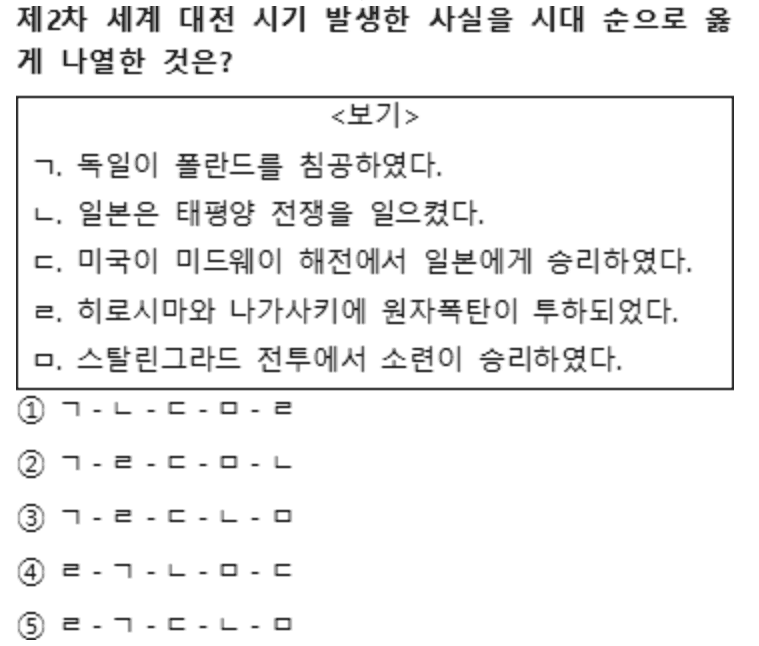 제2차 세계 대전 시기 발생한 사실을 시대 순으로 옳
게 나열한 것은?
<보기>
ㄱ. 독일이 폴란드를 침공하였다.
ㄴ. 일본은 태평양 전쟁을 일으켰다.
ㄷ. 미국이 미드웨이 해전에서 일본에게 승리하였다.
ㄹ. 히로시마와 나가사키에 원자폭탄이 투하되었다.
ㅁ. 스탈린그라드 전투에서 소련이 승리하였다.
① ㄱ - ㄴ - ㄷ - ㅁ - ㄹ
② ㄱ - ㄹ - ㄷ - ㅁ - ㄴ
③ ㄱ - ㄹ - ㄷ - ㄴ - ㅁ
④ ㄹ - ㄱ - ㄴ - ㅁ - ㄷ
⑤ ㄹ - ㄱ - ㄷ - ㄴ - ㅁ